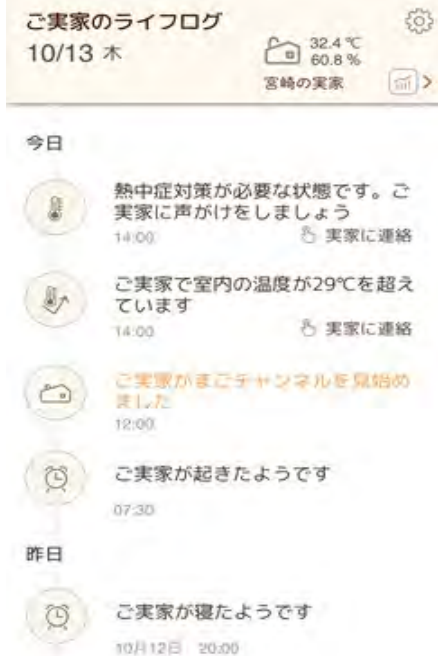 ご実家のライフログ
10/13 木
32.4 ℃
60.8 %
宮崎の実家
今日
熱中症対策が必要な状態です。ご
実家に声がけをしましょう
14:00
実家に連絡
ご実家で室内の温度が29℃を超え
ています
14:00
実家に連絡
ご実家がまごチャンネルを見始め
ました
12:00
ご実家が起きたようです
07:30
昨日
ご実家が寝たようです
10月12日 20:00